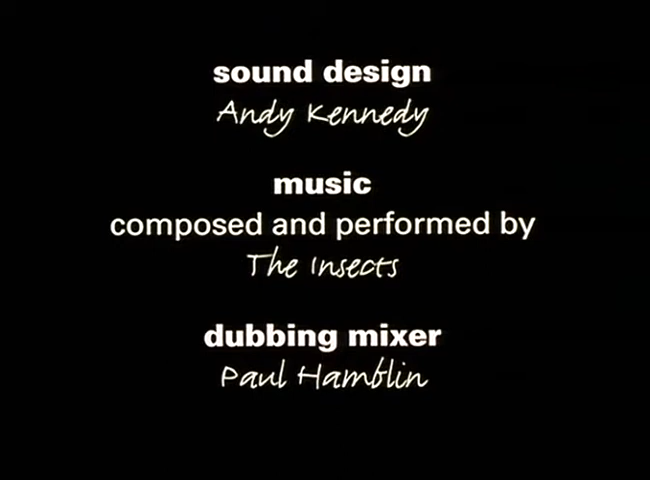 sound design
Andy Kennedy
music
composed and performed by
The Insects
dubbing mixer
Paul Hamblin